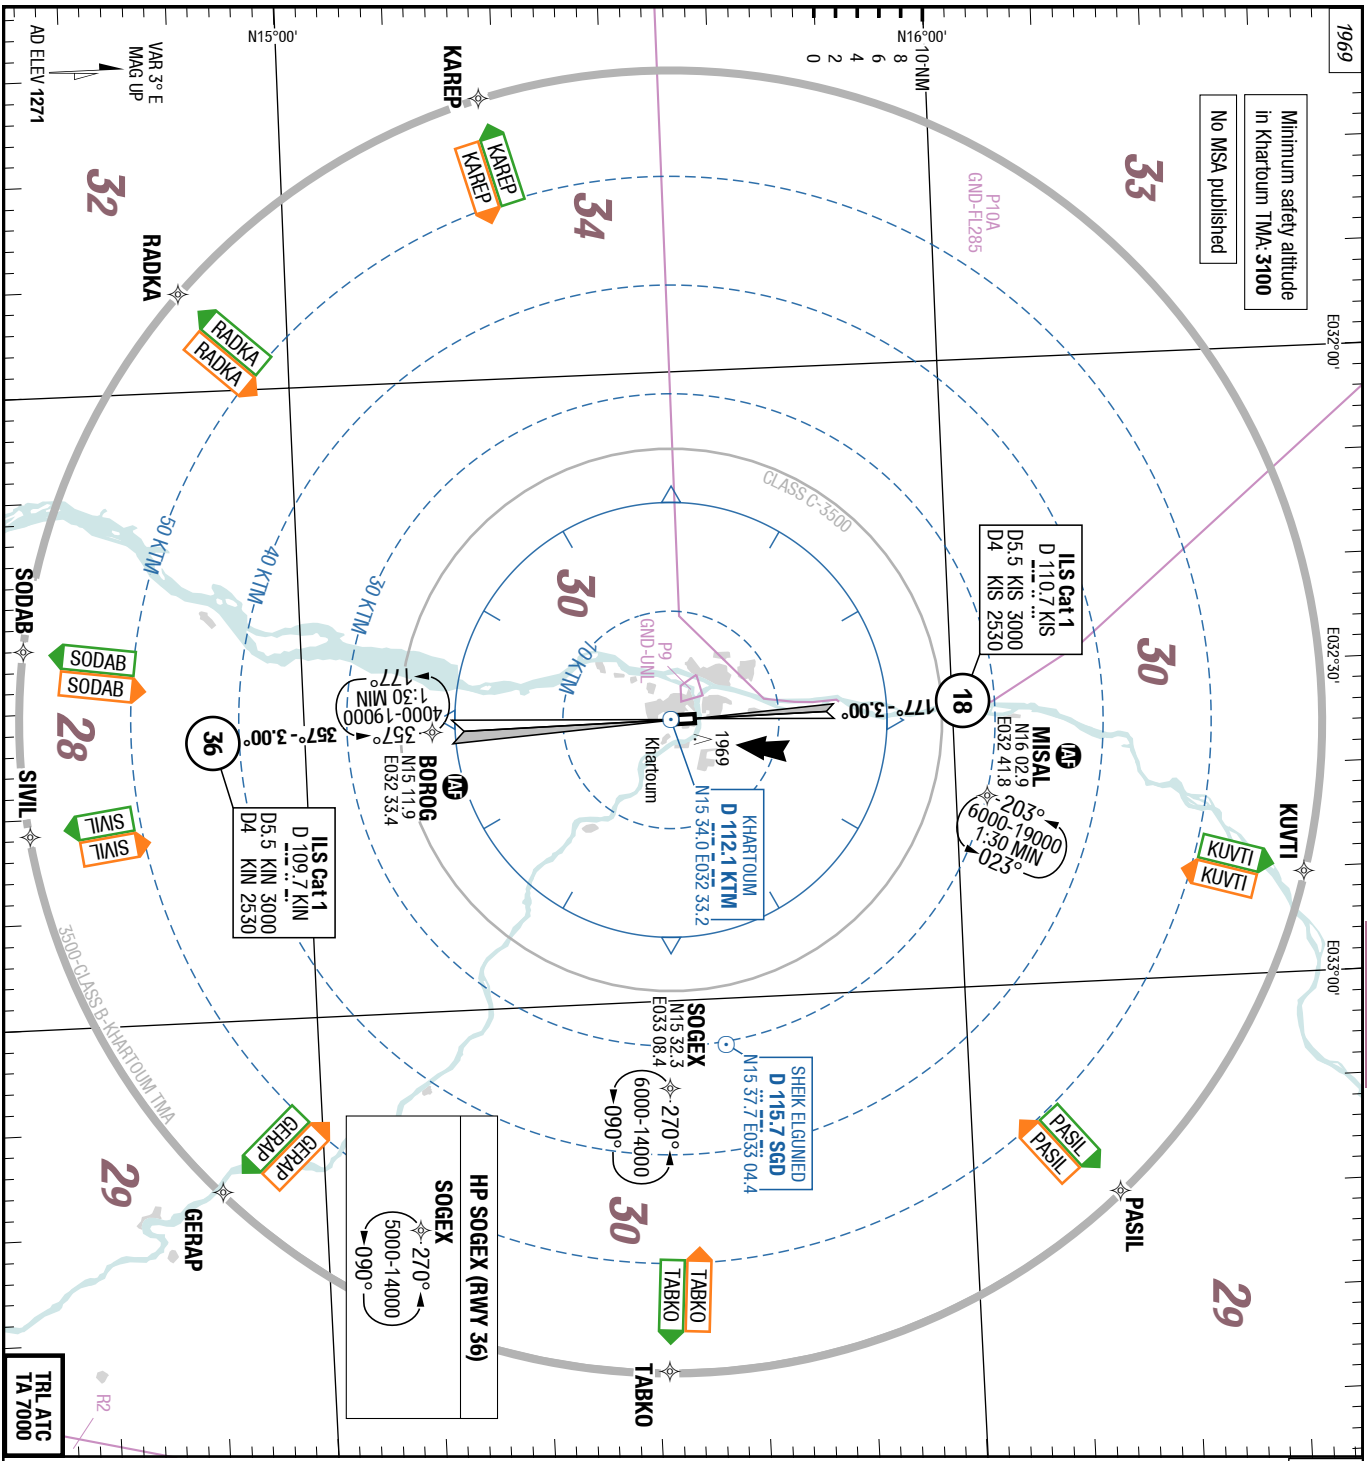 1969
Minimum safety altitude
in Khartoum TMA: 3100
No MSA published
33
P10A
GND-FL285
N16°00'
10 NM
8
6
4
2
0
N15°00'
VAR 3° E
MAG UP
AD ELEV 1271
KAREP
KAREP
KAREP
34
32
RADKA
RADKA
RADKA
E032°00'
CLASS C-3500
50 KTM
40 KTM
30 KTM
10 KTM
30
P9
GND-UNL
ILS Cat 1
D 110.7 KIS
D5.5 KIS 3000
D4 KIS 2530
18
177°-3.00°
30
E032°30'
IAF
MISAL
N16 02.9
E032 41.8
203°
6000-19000
1:30 MIN
023°
KUVTI
KUVTI
KUVTI
SODAB
SODAB
SODAB
28
SIVIL
SIVIL
SIVIL
177°
1:30 MIN
4000-19000
357°
IAF
BOROG
N15 11.9
E032 33.4
357°-3.00°
36
ILS Cat 1
D 109.7 KIN
D5.5 KIN 3000
D4 KIN 2530
1969
Khartoum
KHARTOUM
D 112.1 KTM
N15 34.0 E032 33.2
E033°00'
SOGEX
N15 32.3
E033 08.4
270°
6000-14000
090°
SHEIK ELGUNIED
D 115.7 SGD
N15 37.7 E033 04.4
3500-CLASS B-KHARTOUM TMA
GERAP
GERAP
GERAP
29
HP SOGEX (RWY 36)
SOGEX
270°
5000-14000
090°
30
TABKO
TABKO
TABKO
PASIL
PASIL
PASIL
29
R2
TRL ATC
TA 7000